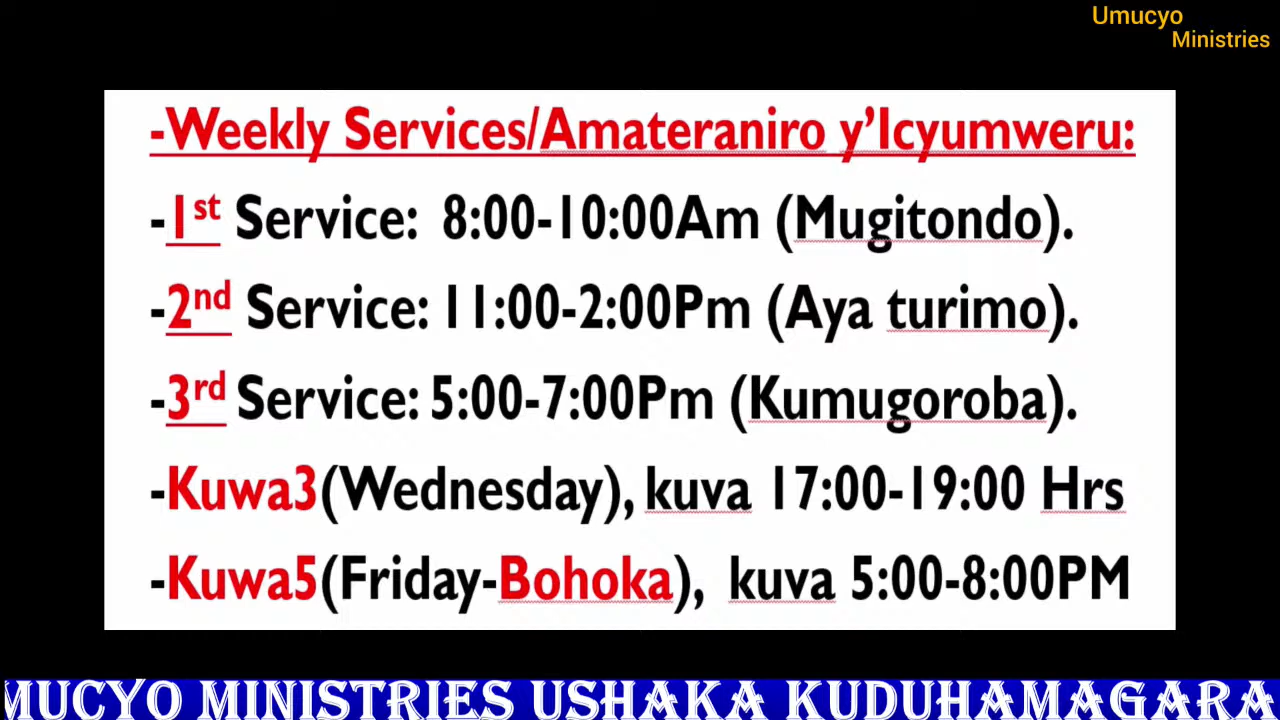 Umucyo
Ministries
-Weekly Services/Amateraniro y'Icyumweru:
-1st Service: 8:00-10:00Am (Mugitondo).
-2nd Service: 11:00-2:00Pm (Aya turimo).
-3rd Service: 5:00-7:00Pm (Kumugoroba).
-Kuwa3(Wednesday), kuva 17:00-19:00 Hrs
-Kuwa5(Friday-Bohoka), kuva 5:00-8:00PM
MUCYO MINISTRIES USHAKA KUDUHAMAGARA